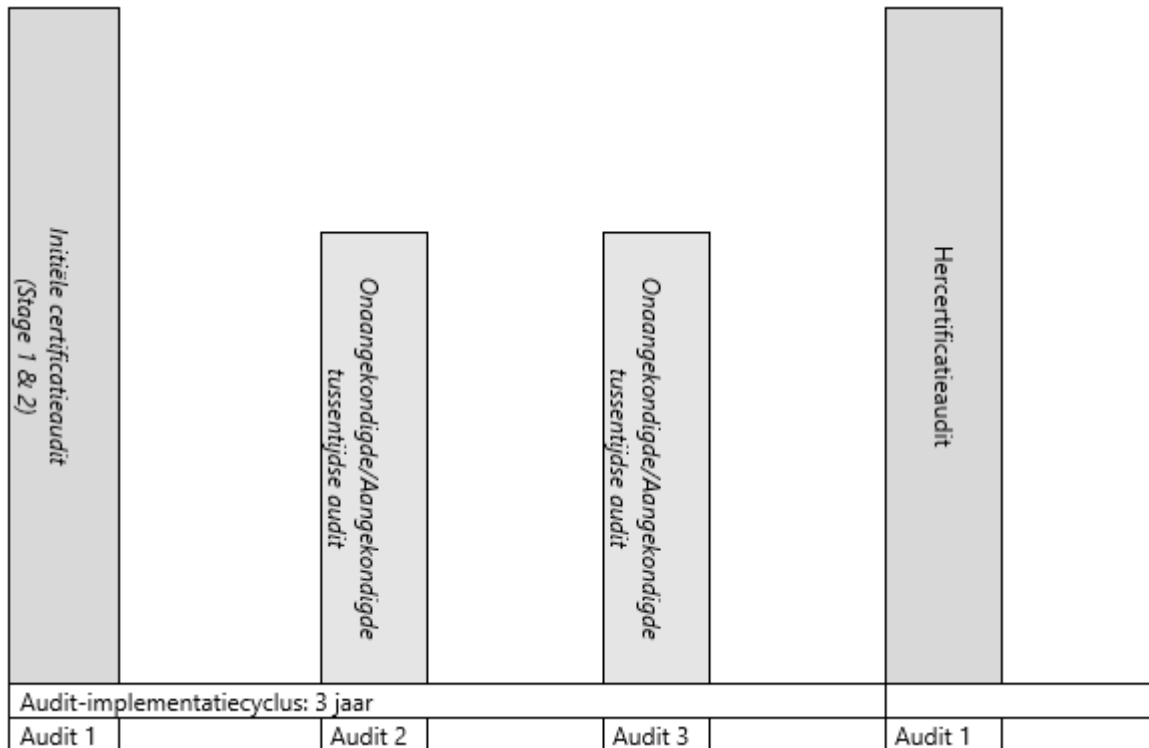 Initiële certificatieaudit
(Stage 1 & 2)
Onaangekondigde/Aangekondigde
tussentijdse audit
Onaangekondigde/Aangekondigde
tussentijdse audit
Hercertificatieaudit
Audit-implementatiecyclus: 3 jaar
Audit 1
Audit 2
Audit 3
Audit 1